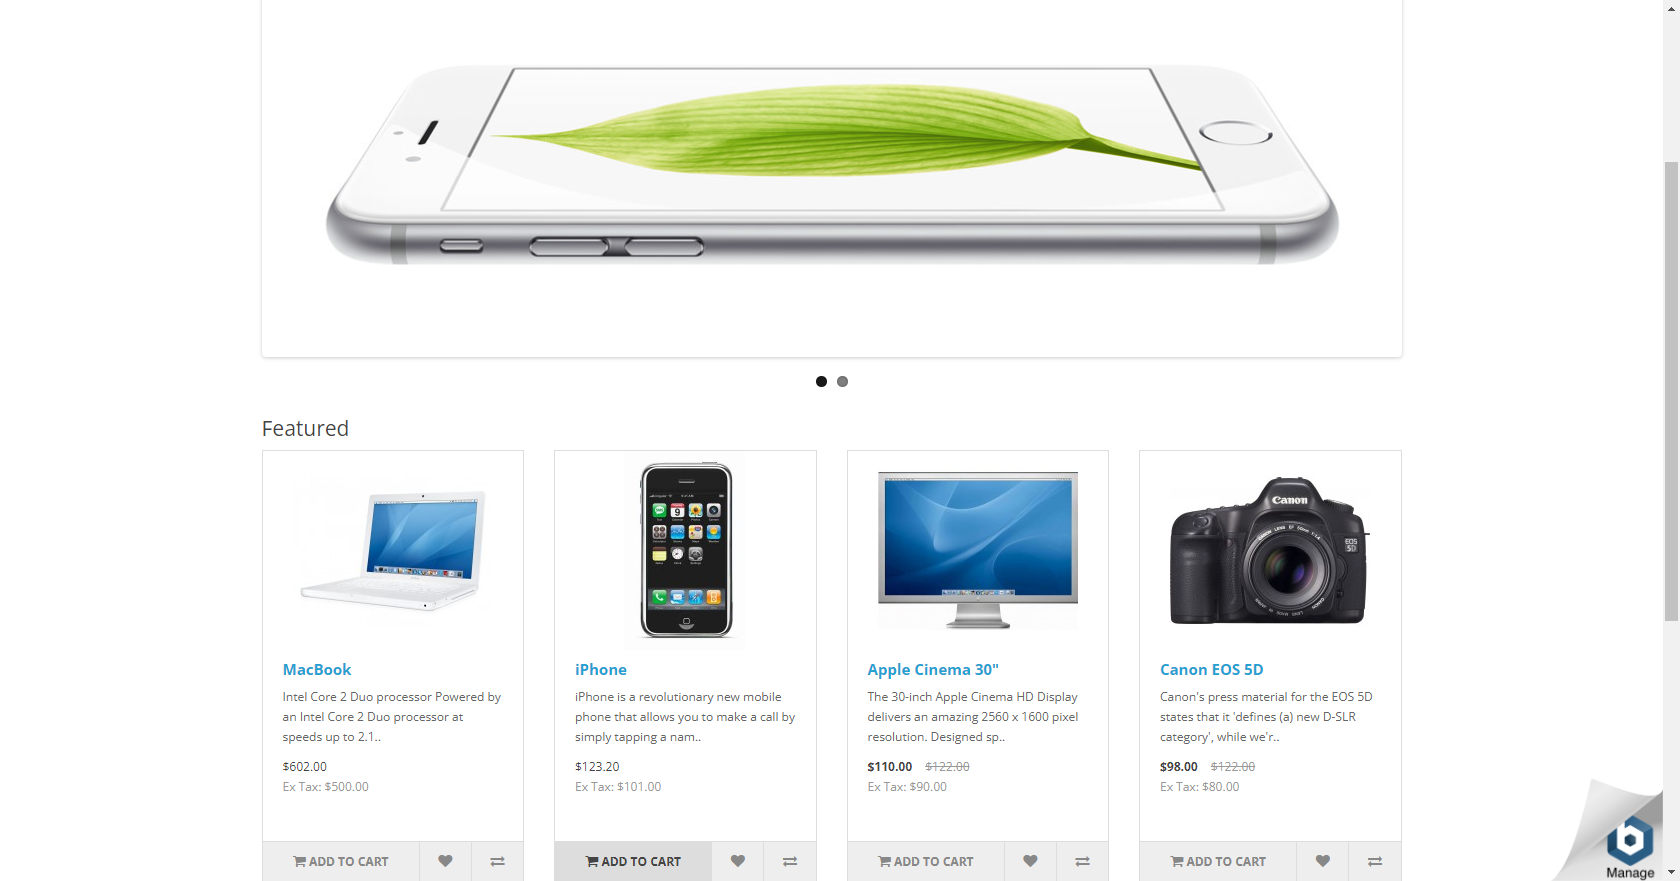 Featured
Canon
EOS
5D
MacBook
Intel Core 2 Duo processor Powered by
an Intel Core 2 Duo processor at
speeds up to 2.1..
$602.00
Ex Tax: $500.00
ADD TO CART
iPhone
iPhone is a revolutionary new mobile
phone that allows you to make a call by
simply tapping a nam..
$123.20
Ex Tax: $101.00
ADD TO CART
Apple Cinema 30"
The 30-inch Apple Cinema HD Display
delivers an amazing 2560 x 1600 pixel
resolution. Designed sp..
$110.00 $122.00
Ex Tax: $90.00
ADD TO CART
Canon EOS 5D
Canon's press material for the EOS 5D
states that it 'defines (a) new D-SLR
category', while we'r..
$98.00 $122.00
Ex Tax: $80.00
ADD TO CART
b
Manage